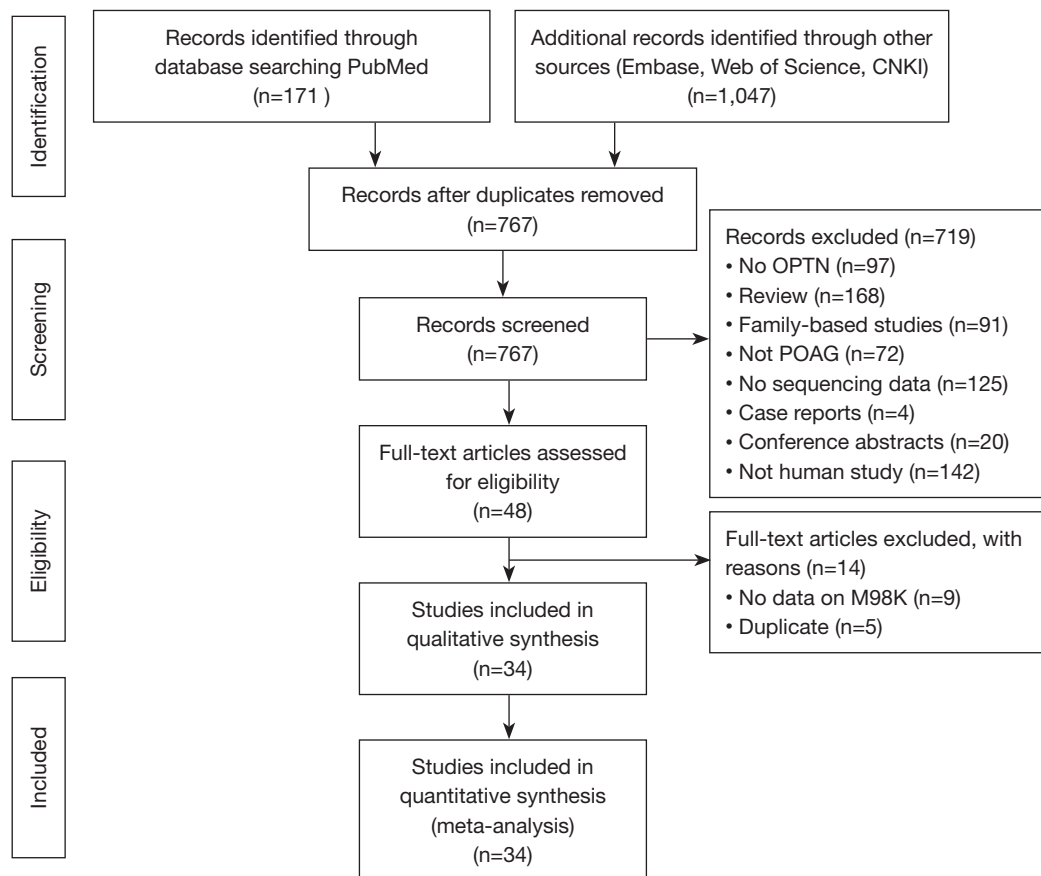 Identification
Records identified through
database searching PubMed
(n=171 )
Additional records identified through other
sources (Embase, Web of Science, CNKI)
(n=1,047)
Records after duplicates removed
(n=767)
Screening
Records screened
(n=767)
Records excluded (n=719)
• No OPTN (n=97)
• Review (n=168)
• Family-based studies (n=91)
• Not POAG (n=72)
• No sequencing data (n=125)
• Case reports (n=4)
• Conference abstracts (n=20)
• Not human study (n=142)
Eligibility
Full-text articles assessed
for eligibility
(n=48)
Full-text articles excluded, with
reasons (n=14)
• No data on M98K (n=9)
• Duplicate (n=5)
Studies included in
qualitative synthesis
(n=34)
Included
Studies included in
quantitative synthesis
(meta-analysis)
(n=34)